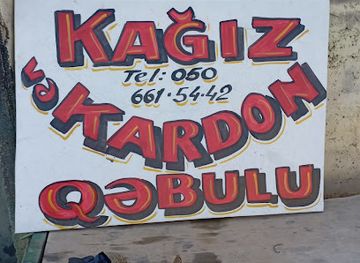 KAĞIZ
Tel: 050
661-54-42
və KARDON
QƏBULU